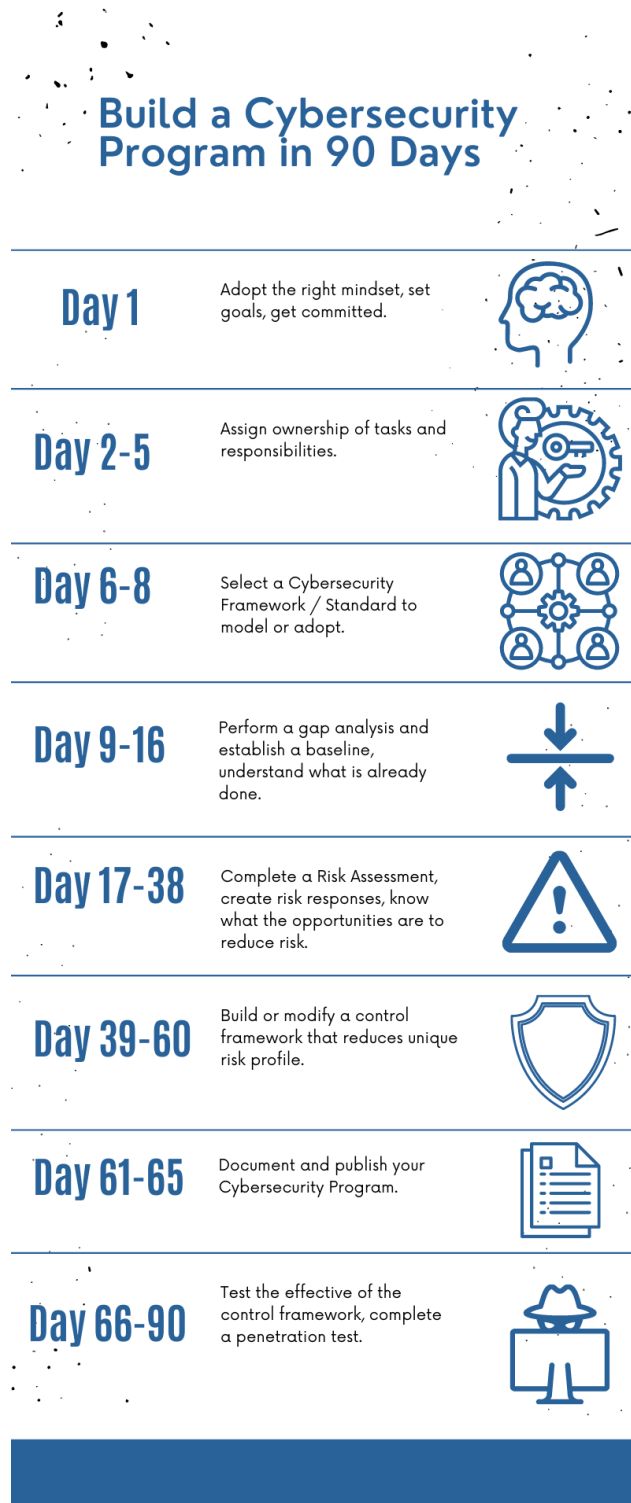 Build a Cybersecurity
Program in 90 Days
Day 1
Adopt the right mindset, set
goals, get committed.
Day 2-5
Assign ownership of tasks and
responsibilities.
Day 6-8
Select a Cybersecurity
Framework / Standard to
model or adopt.
Day 9-16
Perform a gap analysis and
establish a baseline,
understand what is already
done.
Day 17-38
Complete a Risk Assessment,
create risk responses, know
what the opportunities are to
reduce risk.
Day 39-60
Build or modify a control
framework that reduces unique
risk profile.
Day 61-65
Document and publish your
Cybersecurity Program.
Day 66-90
Test the effective of the
control framework, complete
a penetration test.